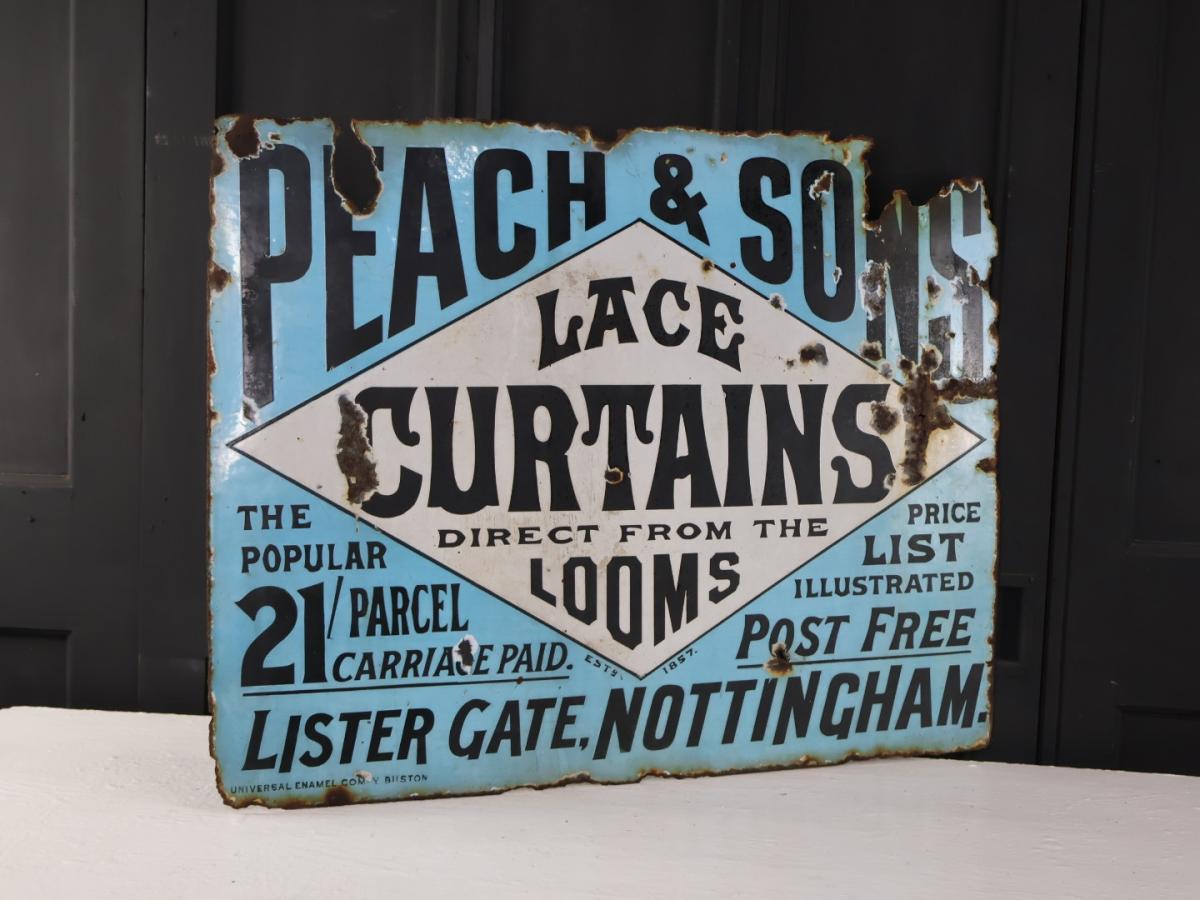 PEACH & SONS
LACE
CURTAINS
DIRECT FROM THE
LOOMS
THE
POPULAR
21/ PARCEL
CARRIAGE PAID.
PRICE
LIST
ILLUSTRATED
POST FREE
ESTD. 1857.
LISTER GATE, NOTTINGHAM.
UNIVERSAL ENAMEL COMY BILSTON